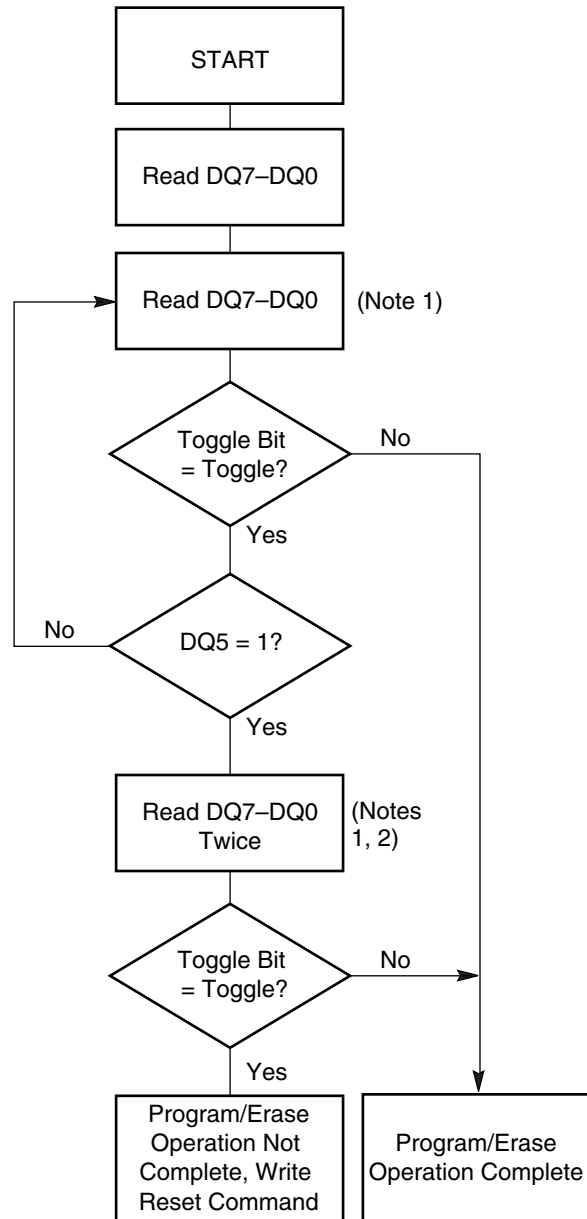 START
Read DQ7–DQ0
Read DQ7–DQ0
(Note 1)
Toggle Bit
= Toggle?
No
Yes
DQ5 = 1?
No
Yes
Read DQ7–DQ0
Twice
(Notes
1, 2)
Toggle Bit
= Toggle?
No
Yes
Program/Erase
Operation Not
Complete, Write
Reset Command
Program/Erase
Operation Complete